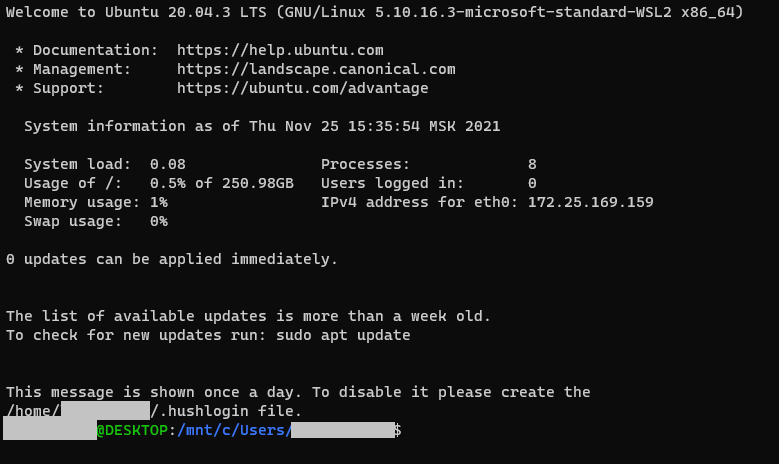 Welcome to Ubuntu 20.04.3 LTS (GNU/Linux 5.10.16.3-microsoft-standard-WSL2 x86_64)
* Documentation:  https://help.ubuntu.com
* Management:     https://landscape.canonical.com
* Support:        https://ubuntu.com/advantage
System information as of Thu Nov 25 15:35:54 MSK 2021
System load:  0.08               Processes:             8
Usage of /:   0.5% of 250.98GB   Users logged in:       0
Memory usage: 1%                 IPv4 address for eth0: 172.25.169.159
Swap usage:   0%
0 updates can be applied immediately.
The list of available updates is more than a week old.
To check for new updates run: sudo apt update
This message is shown once a day. To disable it please create the
/home/ /.hushlogin file.
@DESKTOP:/mnt/c/Users/ $